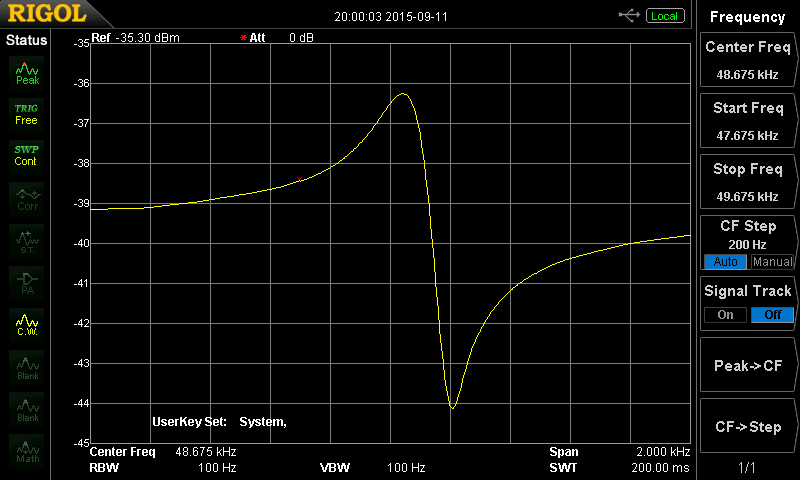 RIGOL
20:00:03 2015-09-11
Local
Status
Ref -35.30 dBm
* Att 0 dB
Peak
TRIG
Free
SWP
Cont
Corr
S.T.
PA
C.W.
Blank
Blank
Math
-35
-36
-37
-38
-39
-40
-41
-42
-43
-44
-45
UserKey Set: System,
Center Freq 48.675 kHz
Span 2.000 kHz
RBW 100 Hz
VBW 100 Hz
SWT 200.00 ms
Frequency
Center Freq
48.675 kHz
Start Freq
47.675 kHz
Stop Freq
49.675 kHz
CF Step
200 Hz
Auto Manual
Signal Track
On Off
Peak->CF
CF->Step
1/1